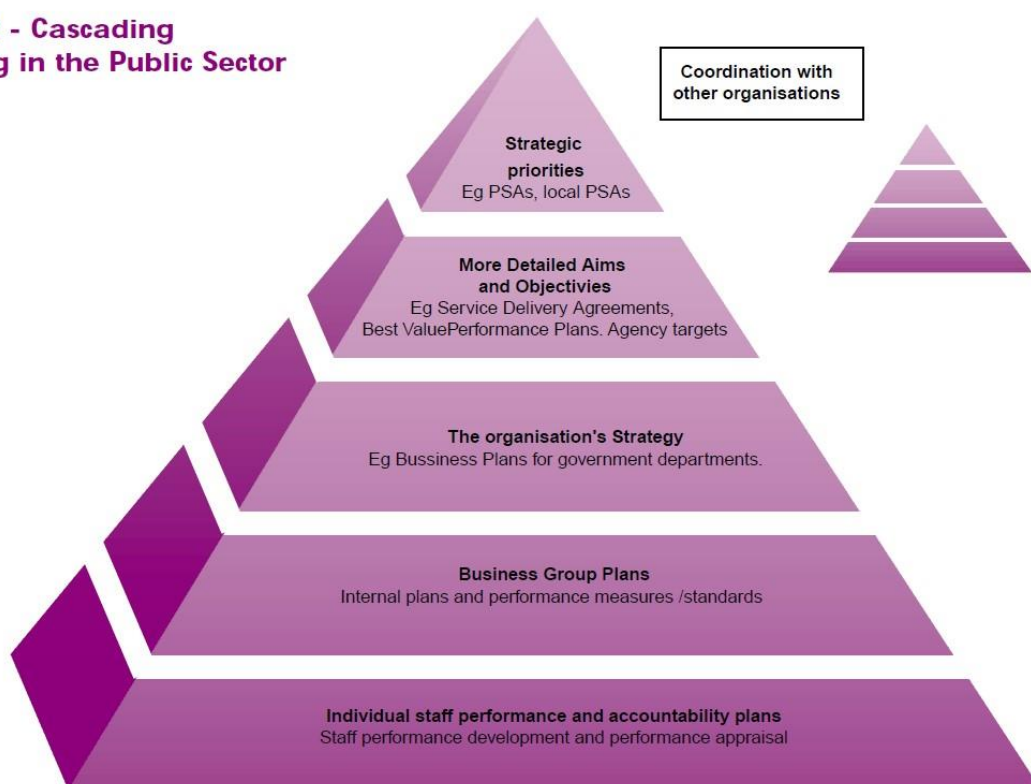 - Cascading
g in the Public Sector
Coordination with
other organisations
Strategic
priorities
Eg PSAs, local PSAs
More Detailed Aims
and Objectivies
Eg Service Delivery Agreements,
Best ValuePerformance Plans. Agency targets
The organisation's Strategy
Eg Bussiness Plans for government departments.
Business Group Plans
Internal plans and performance measures /standards
Individual staff performance and accountability plans
Staff performance development and performance appraisal